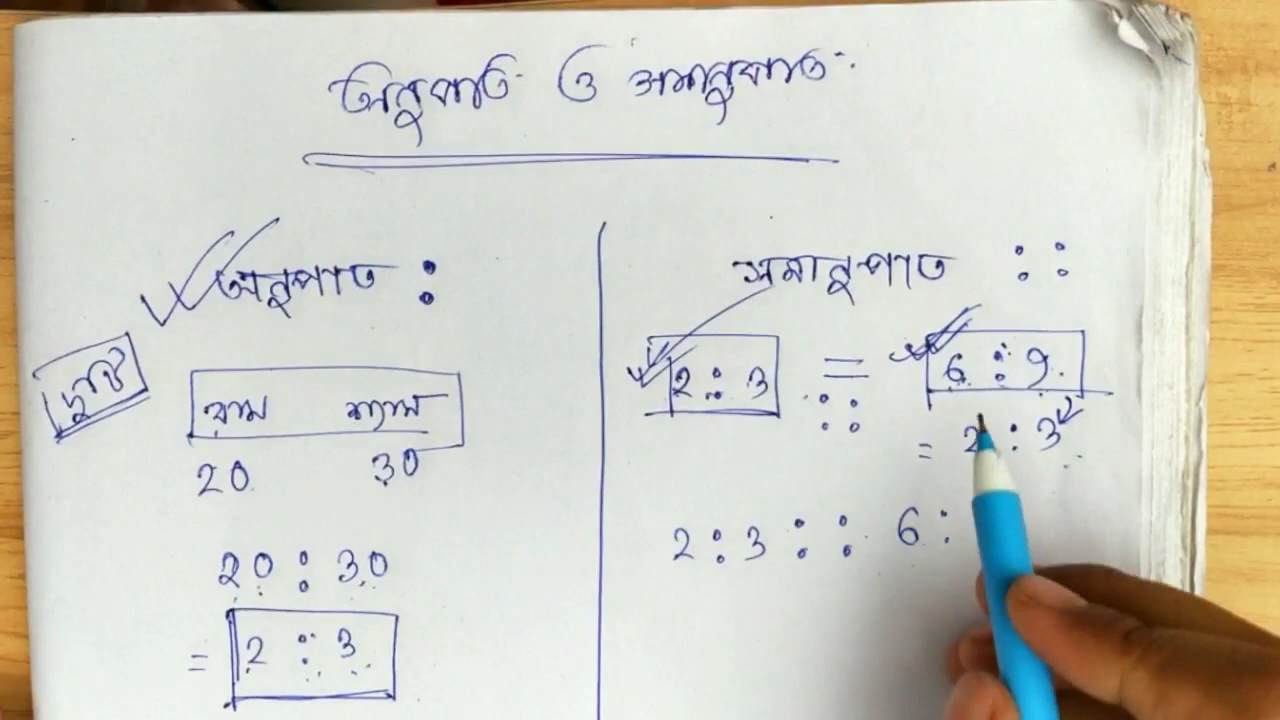 অনুপাত ও সমানুপাত
অনুপাত :
দুটি
রাম শ্যাম
20 30
20 : 30
= 2 : 3
সমানুপাত ::
2 : 3 = 6 : 9
:: = 2 : 3
2 : 3 :: 6 :